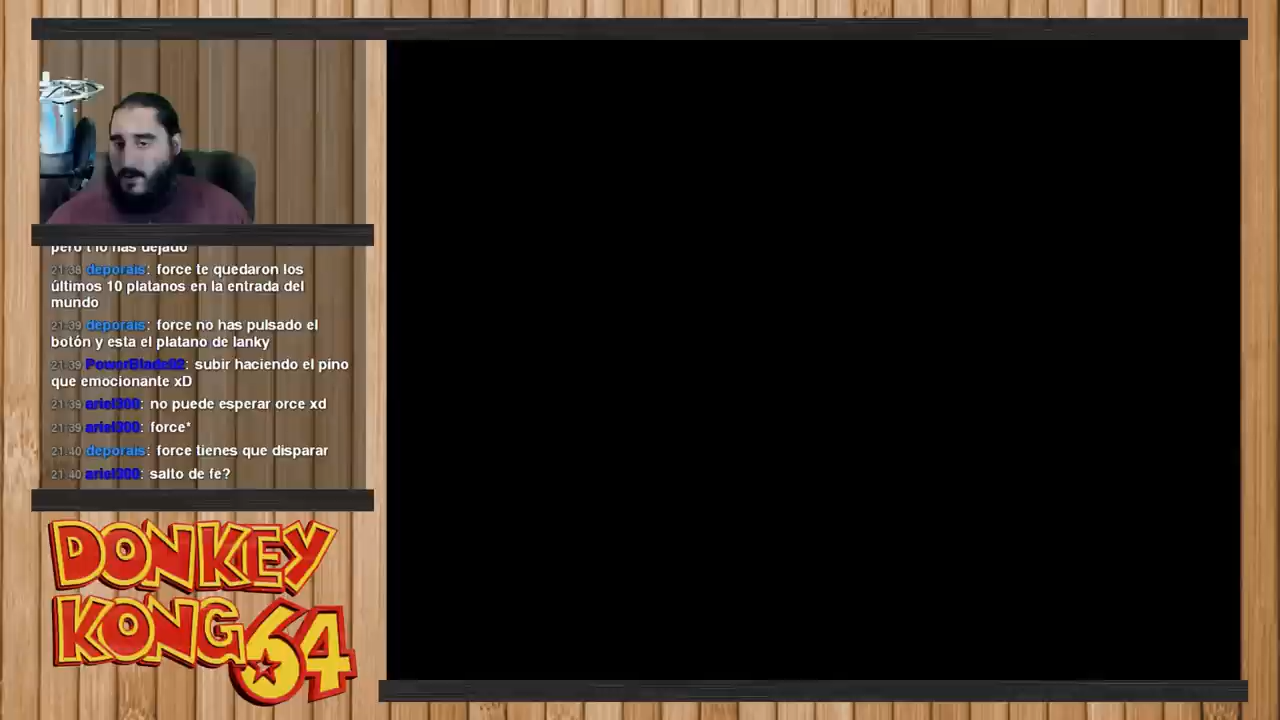 pero t lo has dejado
21:38 deporais: force te quedaron los
últimos 10 platanos en la entrada del
mundo
21:39 deporais: force no has pulsado el
botón y esta el platano de lanky
21:39 PowerBlade62: subir haciendo el pino
que emocionante xD
21:39 ariel300: no puede esperar orce xd
21:39 ariel300: force*
21:40 deporais: force tienes que disparar
21:40 ariel300: salto de fe?
DONKEY
KONG 64